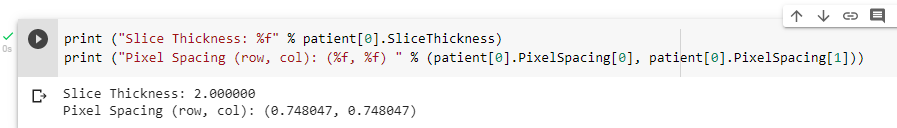 print ("Slice Thickness: %f" % patient[0].SliceThickness)
print ("Pixel Spacing (row, col): (%f, %f) " % (patient[0].PixelSpacing[0], patient[0].PixelSpacing[1]))
0s
Slice Thickness: 2.000000
Pixel Spacing (row, col): (0.748047, 0.748047)